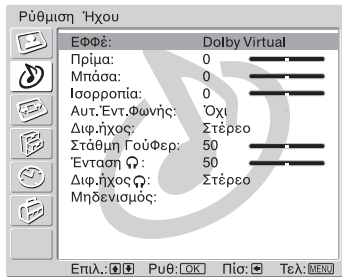 Ρύθμιση Ήχου
ΕΦΦέ: Dolby Virtual
Πρίμα: 0
Μπάσα: 0
Ισορροπία: 0
Αυτ.Έντ.Φωνής: Όχι
Διφ.ήχος: Στέρεο
Στάθμη ΓούΦερ: 50
Ένταση : 50
Διφ.ήχος : Στέρεο
Μηδενισμός:
Επιλ.: Ρυθ: OK Πίσ: Τελ: MENU